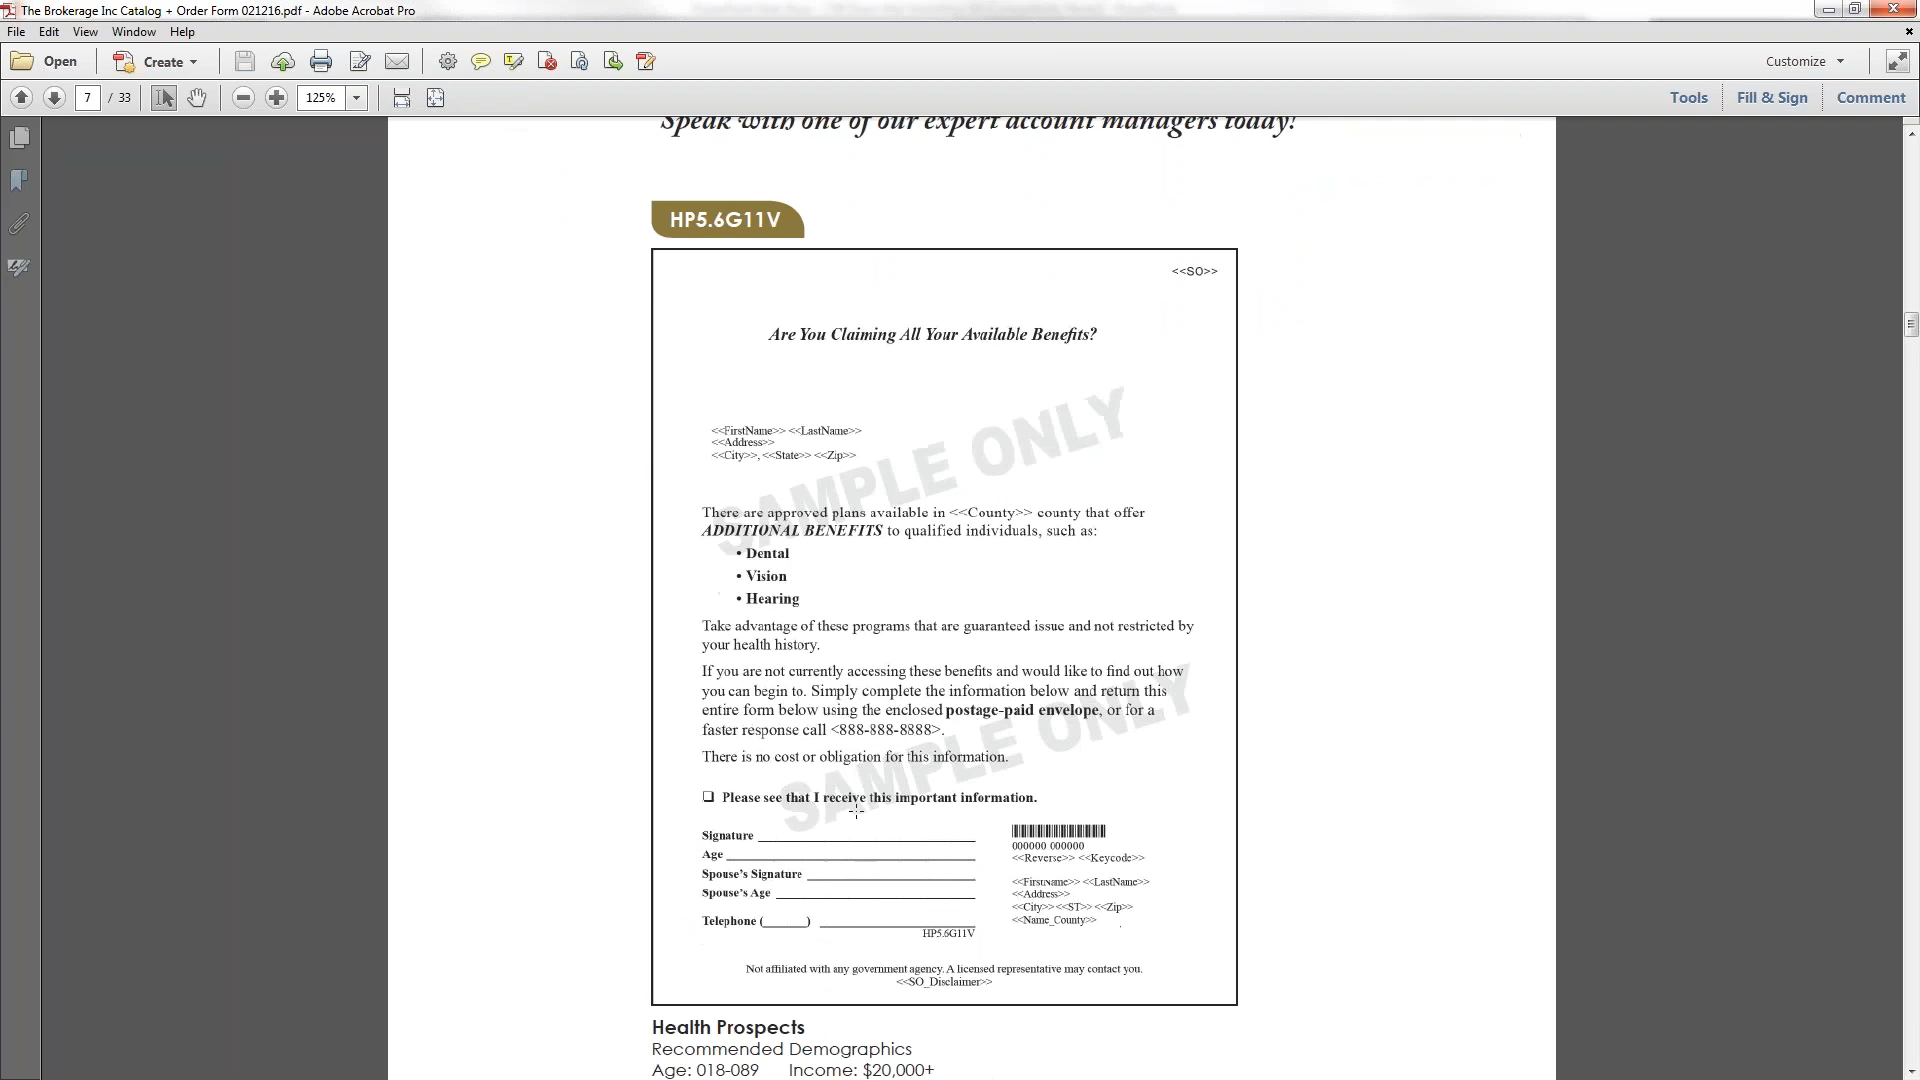 The Brokerage Inc Catalog + Order Form 021216.pdf - Adobe Acrobat Pro
File Edit View Window Help
Open Create Customize
7 / 33 125% Tools Fill & Sign Comment
Speak with one of our expert account managers today!
HP5.6G11V
<<SO>>
Are You Claiming All Your Available Benefits?
SAMPLE ONLY
<<FirstName>> <<LastName>>
<<Address>>
<<City>>, <<State>> <<Zip>>
There are approved plans available in <<County>> county that offer
ADDITIONAL BENEFITS to qualified individuals, such as:
• Dental
• Vision
• Hearing
Take advantage of these programs that are guaranteed issue and not restricted by
your health history.
If you are not currently accessing these benefits and would like to find out how
you can begin to. Simply complete the information below and return this
entire form below using the enclosed postage-paid envelope, or for a
faster response call <888-888-8888>.
There is no cost or obligation for this information.
SAMPLE ONLY
❏ Please see that I receive this important information.
Signature
Age
Spouse's Signature
Spouse's Age
Telephone (_______)
HP5.6G11V
000000 000000
<<Reverse>> <<Keycode>>
<<FirstName>> <<LastName>>
<<Address>>
<<City>> <<ST>> <<Zip>>
<<Name_County>>
Not affiliated with any government agency. A licensed representative may contact you.
<<SO_Disclaimer>>
Health Prospects
Recommended Demographics
Age: 018-089 Income: $20,000+